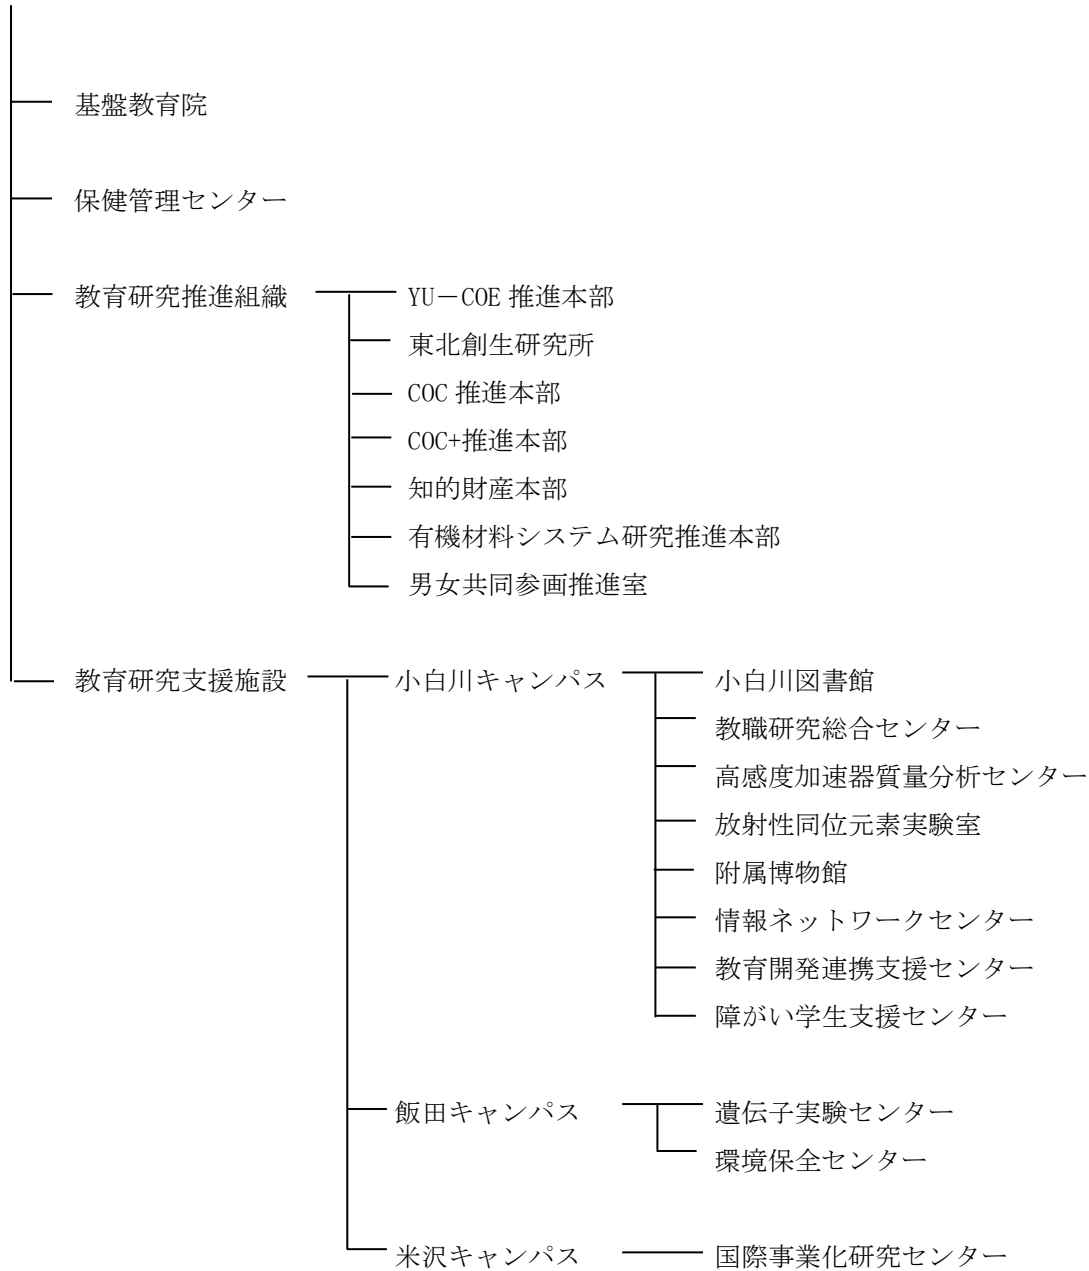 基盤教育院
保健管理センター
教育研究推進組織 YU－COE 推進本部
東北創生研究所
COC 推進本部
COC+推進本部
知的財産本部
有機材料システム研究推進本部
男女共同参画推進室
教育研究支援施設 小白川キャンパス 小白川図書館
教職研究総合センター
高感度加速器質量分析センター
放射性同位元素実験室
附属博物館
情報ネットワークセンター
教育開発連携支援センター
障がい学生支援センター
飯田キャンパス 遺伝子実験センター
環境保全センター
米沢キャンパス 国際事業化研究センター